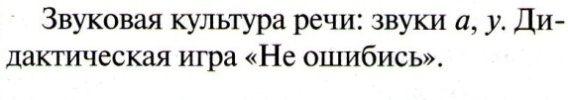 Звуковая культура речи: звуки а, у. Ди-
дактическая игра «Не ошибись».